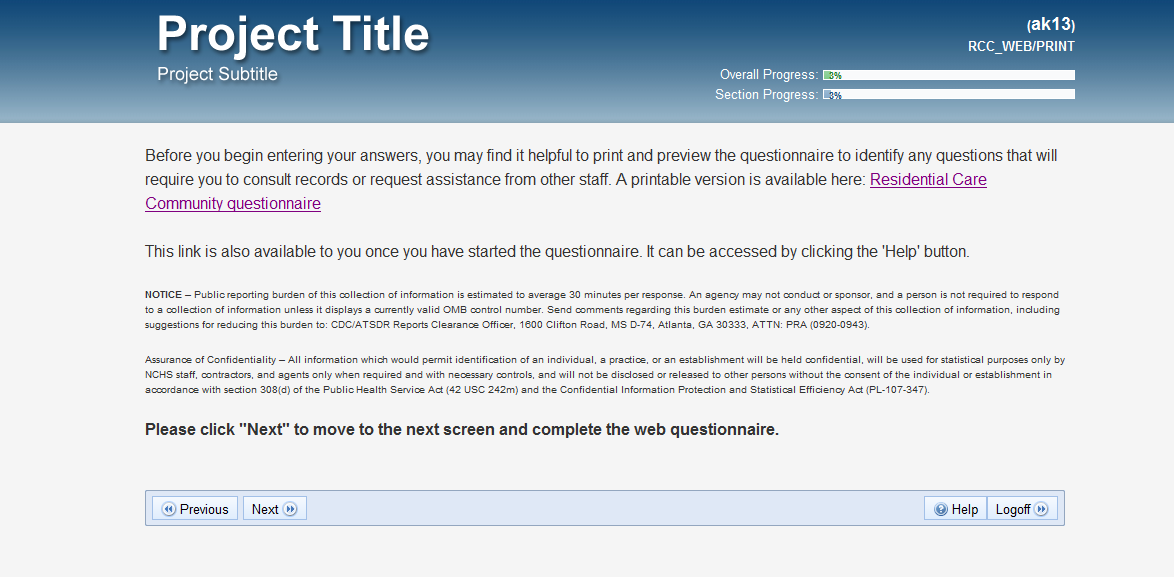 Project Title
Project Subtitle
(ak13)
RCC_WEB/PRINT
Overall Progress: 3%
Section Progress: 3%
Before you begin entering your answers, you may find it helpful to print and preview the questionnaire to identify any questions that will
require you to consult records or request assistance from other staff. A printable version is available here: Residential Care
Community questionnaire
This link is also available to you once you have started the questionnaire. It can be accessed by clicking the 'Help' button.
NOTICE – Public reporting burden of this collection of information is estimated to average 30 minutes per response. An agency may not conduct or sponsor, and a person is not required to respond
to a collection of information unless it displays a currently valid OMB control number. Send comments regarding this burden estimate or any other aspect of this collection of information, including
suggestions for reducing this burden to: CDC/ATSDR Reports Clearance Officer, 1600 Clifton Road, MS D-74, Atlanta, GA 30333, ATTN: PRA (0920-0943).
Assurance of Confidentiality – All information which would permit identification of an individual, a practice, or an establishment will be held confidential, will be used for statistical purposes only by
NCHS staff, contractors, and agents only when required and with necessary controls, and will not be disclosed or released to other persons without the consent of the individual or establishment in
accordance with section 308(d) of the Public Health Service Act (42 USC 242m) and the Confidential Information Protection and Statistical Efficiency Act (PL-107-347).
Please click "Next" to move to the next screen and complete the web questionnaire.
Previous Next Help Logoff